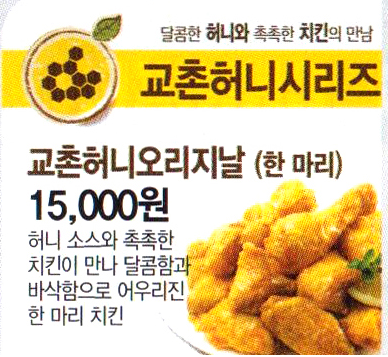 달콤한 허니와 촉촉한 치킨의 만남
교촌허니시리즈
교촌허니오리지날 (한 마리)
15,000원
허니 소스와 촉촉한
치킨이 만나 달콤함과
바삭함으로 어우리진
한 마리 치킨